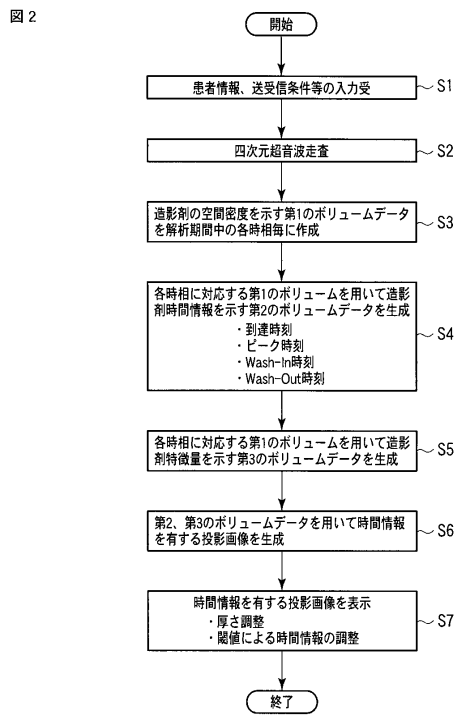 図2
開始
患者情報、送受信条件等の入力受
S1
四次元超音波走査
S2
造影剤の空間密度を示す第1のボリュームデータ
を解析期間中の各時相毎に作成
S3
各時相に対応する第1のボリュームを用いて造影
剤時間情報を示す第2のボリュームデータを生成
・到達時刻
・ピーク時刻
・Wash-In時刻
・Wash-Out時刻
S4
各時相に対応する第1のボリュームを用いて造影
剤特徴量を示す第3のボリュームデータを生成
S5
第2、第3のボリュームデータを用いて時間情報
を有する投影画像を生成
S6
時間情報を有する投影画像を表示
・厚さ調整
・閾値による時間情報の調整
S7
終了